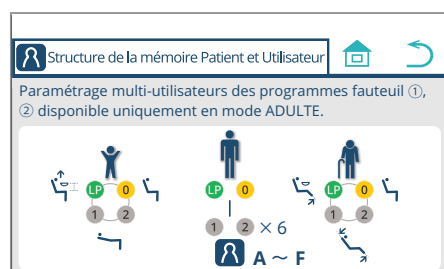 Structure de la mémoire Patient et Utilisateur
Paramétrage multi-utilisateurs des programmes fauteuil ①,
② disponible uniquement en mode ADULTE.
LP 0
1 2
LP 0
1 2 × 6
A ~ F
LP 0
1 2